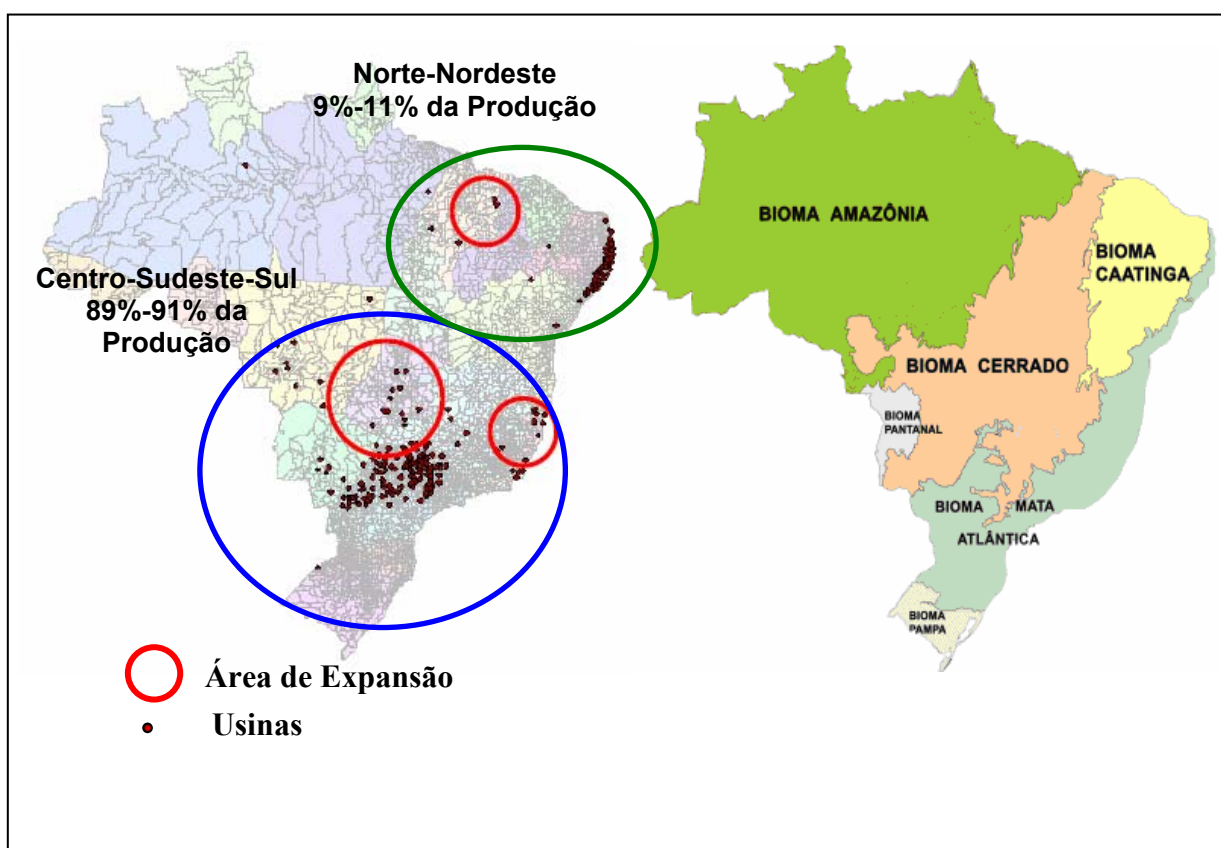 Norte-Nordeste
9%-11% da Produção
Centro-Sudeste-Sul
89%-91% da
Produção
Área de Expansão
Usinas
BIOMA AMAZÔNIA
BIOMA
CAATINGA
BIOMA CERRADO
BIOMA
PANTANAL
BIOMA MATA
ATLÂNTICA
BIOMA
PAMPA